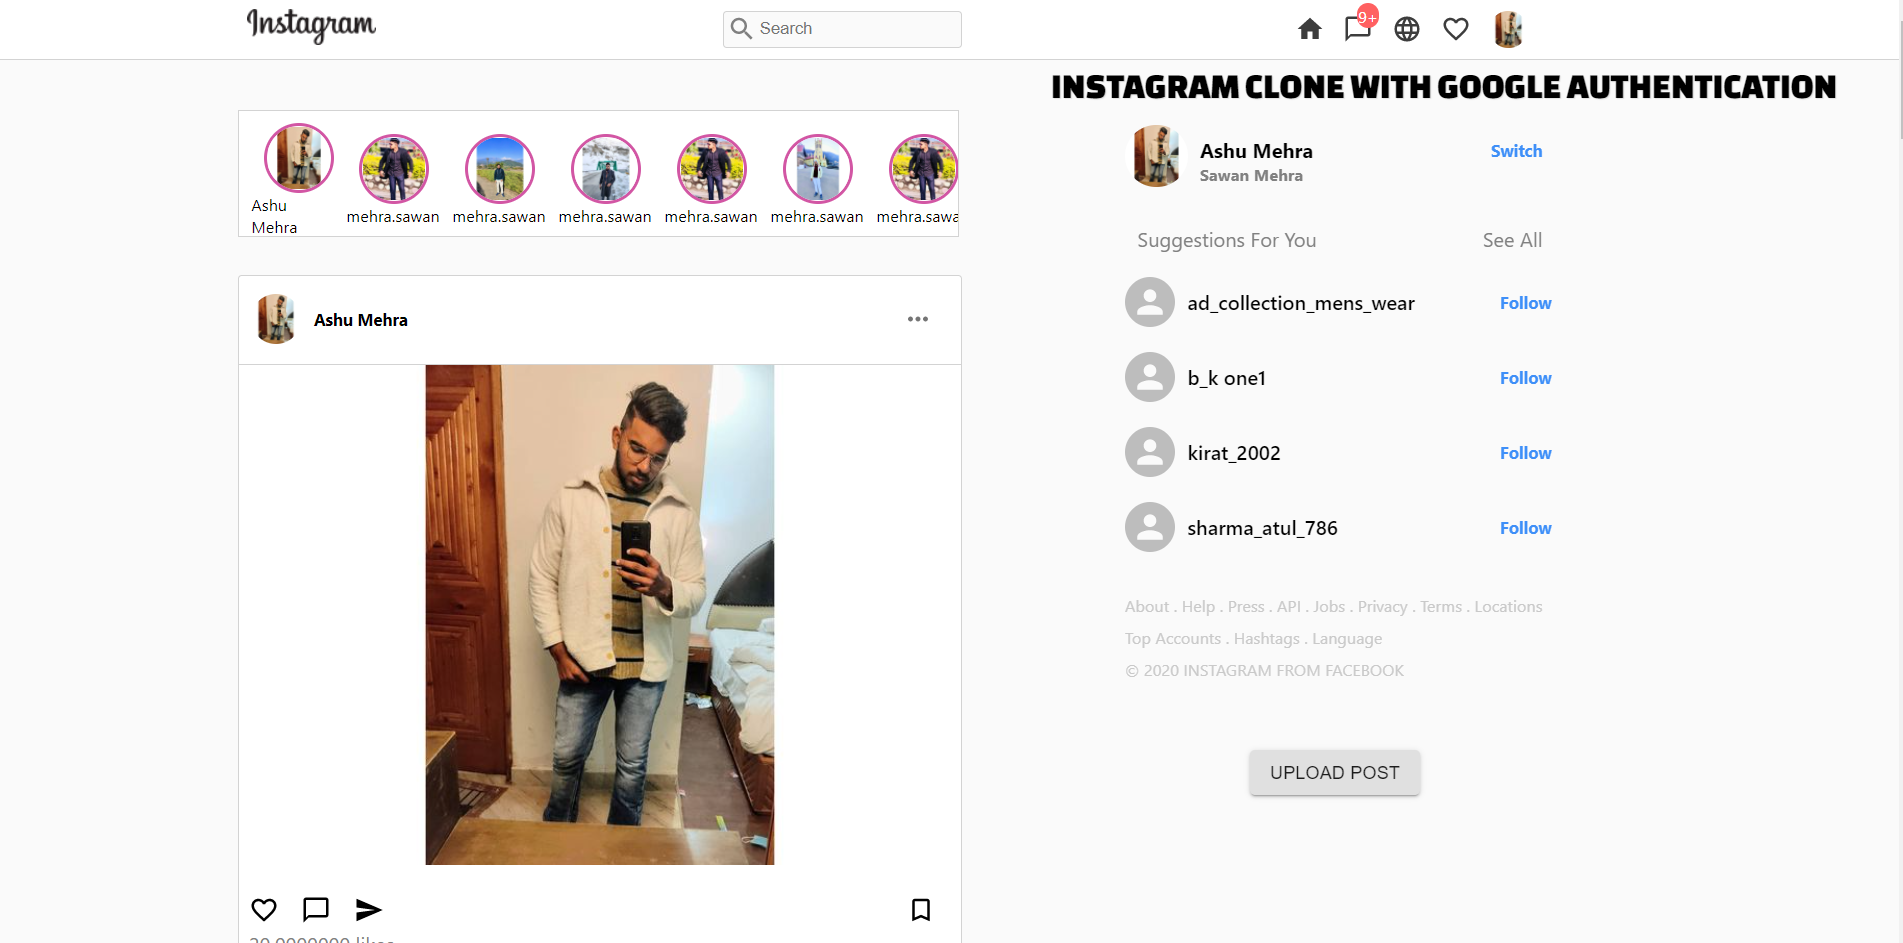 Instagram
Search
9+
INSTAGRAM CLONE WITH GOOGLE AUTHENTICATION
Ashu
Mehra
mehra.sawan
mehra.sawan
mehra.sawan
mehra.sawan
mehra.sawan
mehra.sawa
Ashu Mehra
Ashu Mehra
Sawan Mehra
Switch
Suggestions For You
See All
ad_collection_mens_wear
Follow
b_k one1
Follow
kirat_2002
Follow
sharma_atul_786
Follow
About . Help . Press . API . Jobs . Privacy . Terms . Locations
Top Accounts . Hashtags . Language
© 2020 INSTAGRAM FROM FACEBOOK
UPLOAD POST
likes